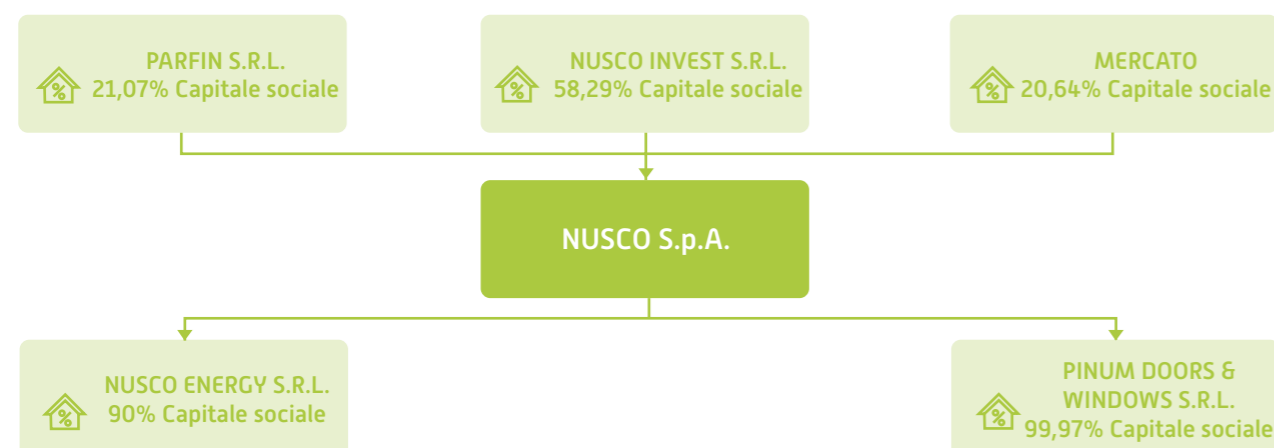 PARFIN S.R.L.
21,07% Capitale sociale
NUSCO INVEST S.R.L.
58,29% Capitale sociale
MERCATO
20,64% Capitale sociale
NUSCO S.p.A.
NUSCO ENERGY S.R.L.
90% Capitale sociale
PINUM DOORS &
WINDOWS S.R.L.
99,97% Capitale sociale